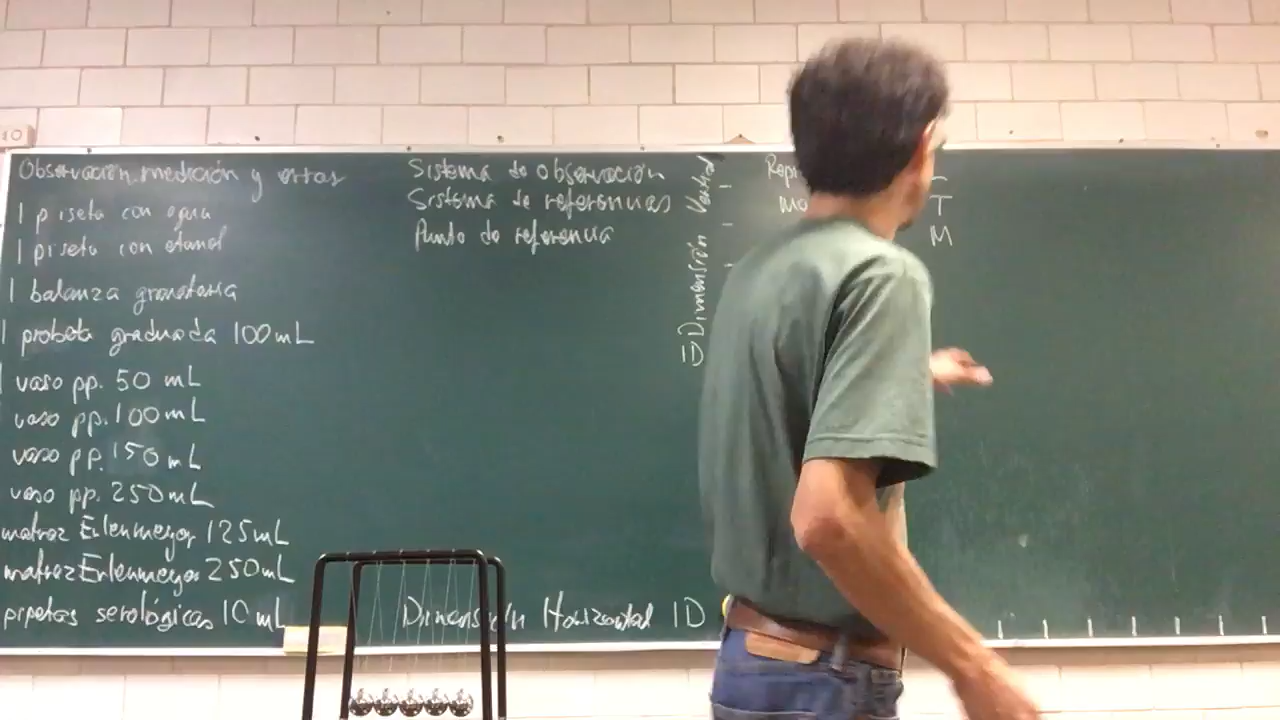 Observación, medición y
1 piseta con agua
1 piseta con etanol
1 balanza granataria
1 probeta graduada 100 mL
vaso pp. 50 mL
vaso pp. 100 mL
vaso pp. 150 mL
vaso pp. 250 mL
matraz Erlenmeyer 125 mL
matraz Erlenmeyer 250 mL
pipetas serológicas 10 mL
Sistema de observación
Sistema de referencias
Punto de referencia
Dimensión Horizontal 1D
1D Dimensión Vertical
T
M